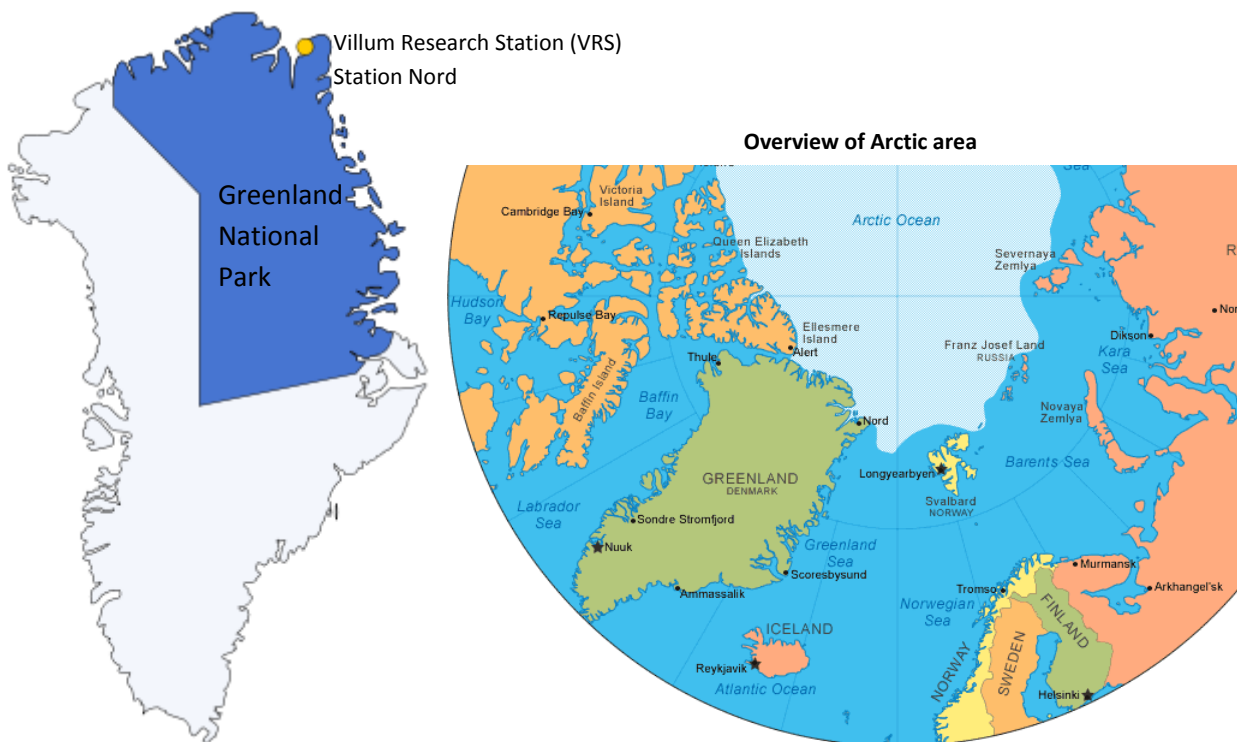 Villum Research Station (VRS)
Station Nord
Greenland
National
Park
Overview of Arctic area
Victoria
Island
Cambridge Bay
Arctic Ocean
Sea
Queen Elizabeth
Islands
Severnaya
Zemlya
R
Hudson
Bay
Repulse Bay
Nor
Ellesmere
Island
Dikson
Alert
Franz Josef Land
RUSSIA
Kara
Sea
Thule
Baffin Island
Baffin
Bay
Novaya
Zemlya
Nord
Barents Sea
GREENLAND
DENMARK
Longyearbyen
Svalbard
NORWAY
Labrador
Sea
Sondre Stromfjord
Nuuk
Greenland
Sea
Scoresbysund
Murmansk
Ammassalik
Tromso
Arkhangel'sk
Norwegian
Sea
FINLAND
ICELAND
Reykjavik
NORWAY
SWEDEN
Atlantic Ocean
Helsinki